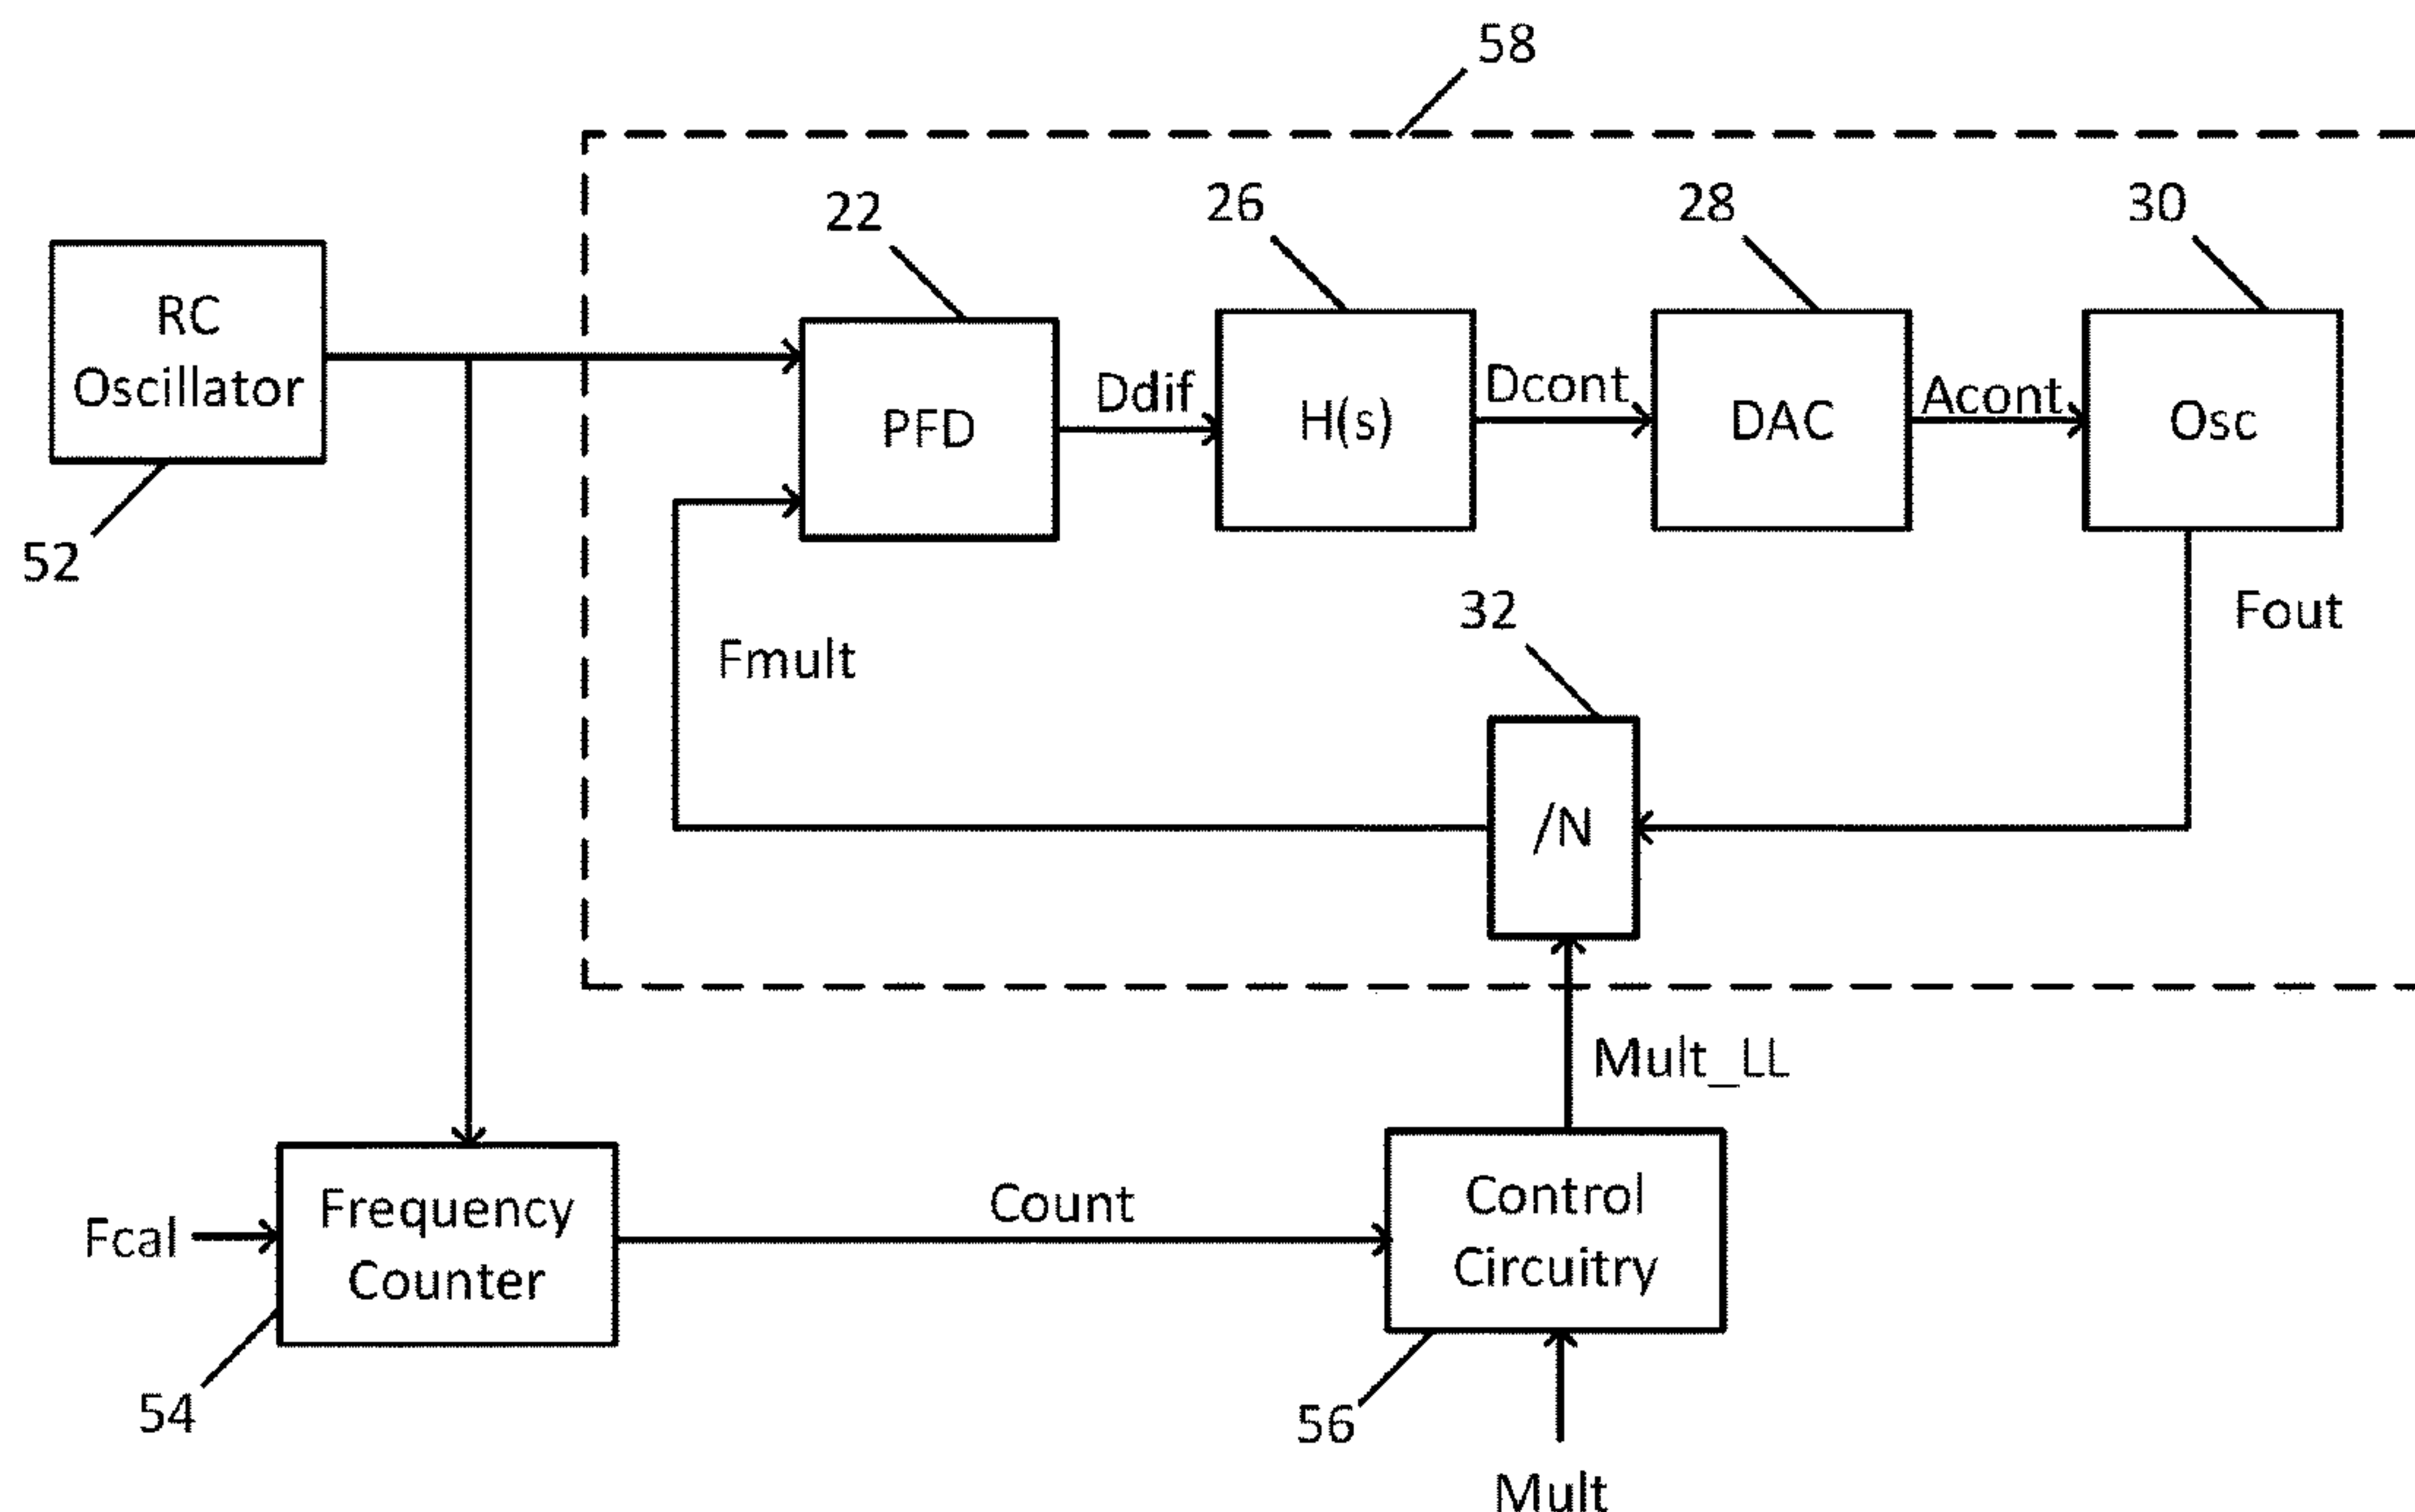 58
22
26
28
30
RC
Oscillator
PFD
Ddif
H(s)
Dcont
DAC
Acont
Osc
52
Fmult
32
Fout
/N
Mult_LL
Fcal
Frequency
Counter
Count
Control
Circuitry
54
56
Mult